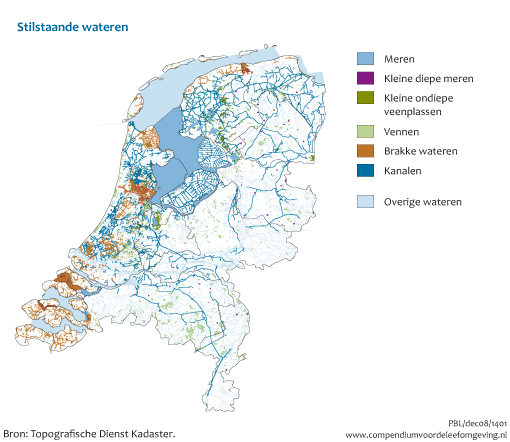 Stilstaande wateren
Meren
Kleine diepe meren
Kleine ondiepe
veenplassen
Vennen
Brakke wateren
Kanalen
Overige wateren
PBL/dec08/1401
Bron: Topografische Dienst Kadaster.
www.compendiumvoordeleefomgeving.nl